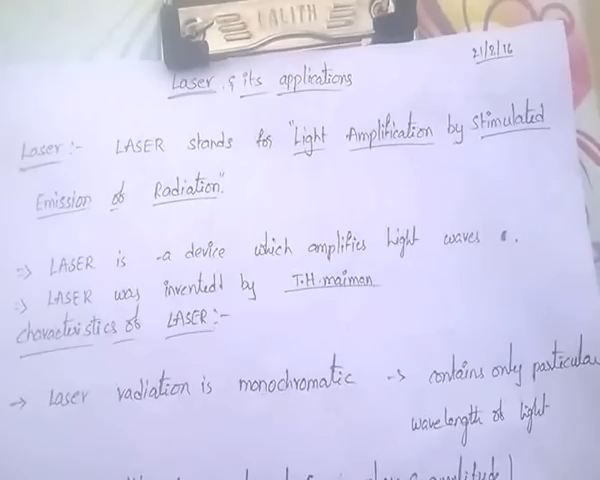 LALITH
21/8/16
Laser & its applications
Laser :- LASER stands for "Light Amplification by Stimulated
Emission of Radiation".
=> LASER is a device which amplifies light waves .
=> LASER was invented by T.H.maiman
characteristics of LASER :-
-> Laser radiation is monochromatic -> contains only particular
wavelength of light
amplitude)